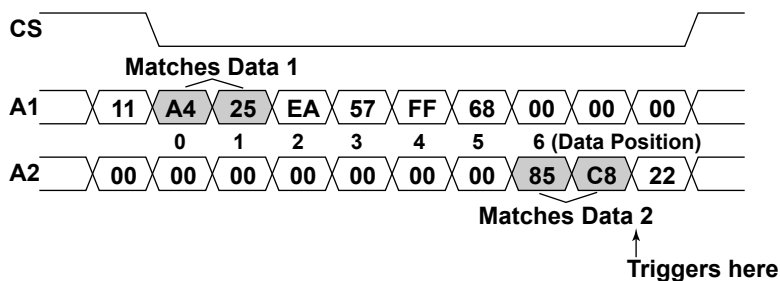 CS
Matches Data 1
A1 11 A4 25 EA 57 FF 68 00 00 00
0 1 2 3 4 5 6 (Data Position)
A2 00 00 00 00 00 00 00 85 C8 22
Matches Data 2
Triggers here